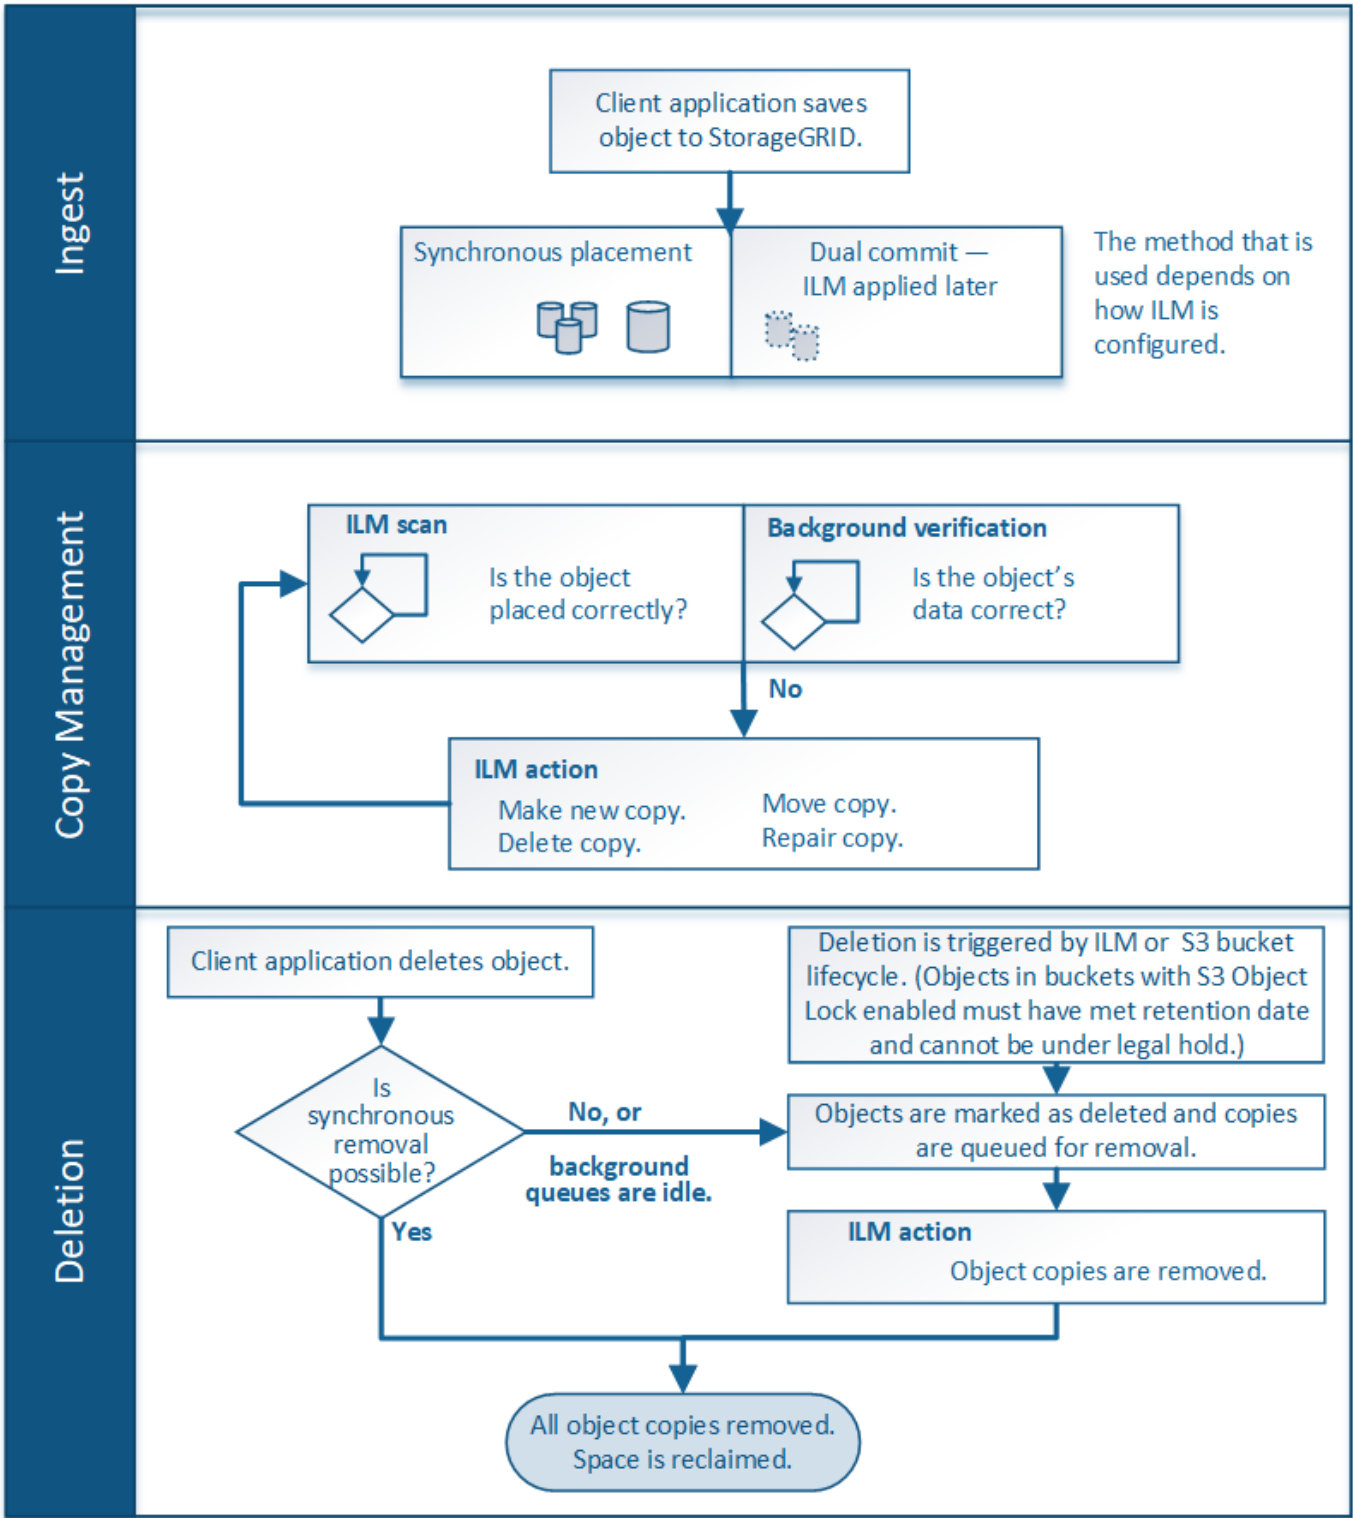 Ingest
Client application saves
object to StorageGRID.
Synchronous placement
Dual commit —
ILM applied later
The method that is
used depends on
how ILM is
configured.
Copy Management
ILM scan
Is the object
placed correctly?
Background verification
Is the object's
data correct?
No
ILM action
Make new copy.
Delete copy.
Move copy.
Repair copy.
Deletion
Client application deletes object.
Is
synchronous
removal
possible?
No, or
background
queues are idle.
Yes
Deletion is triggered by ILM or S3 bucket
lifecycle. (Objects in buckets with S3 Object
Lock enabled must have met retention date
and cannot be under legal hold.)
Objects are marked as deleted and copies
are queued for removal.
ILM action
Object copies are removed.
All object copies removed.
Space is reclaimed.